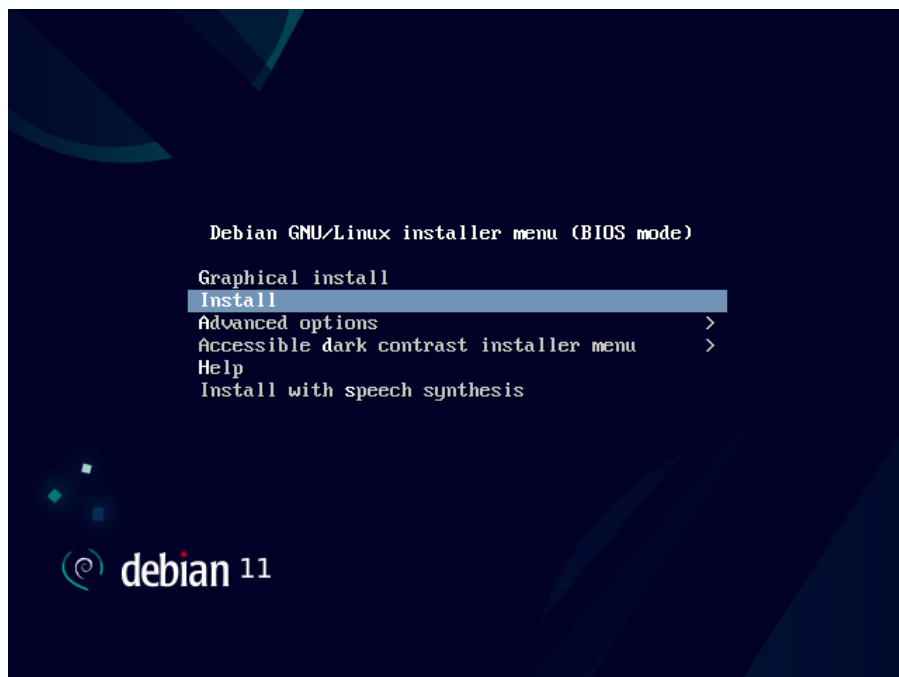 Debian GNU/Linux installer menu (BIOS mode)
Graphical install
Install
Advanced options >
Accessible dark contrast installer menu >
Help
Install with speech synthesis
debian 11